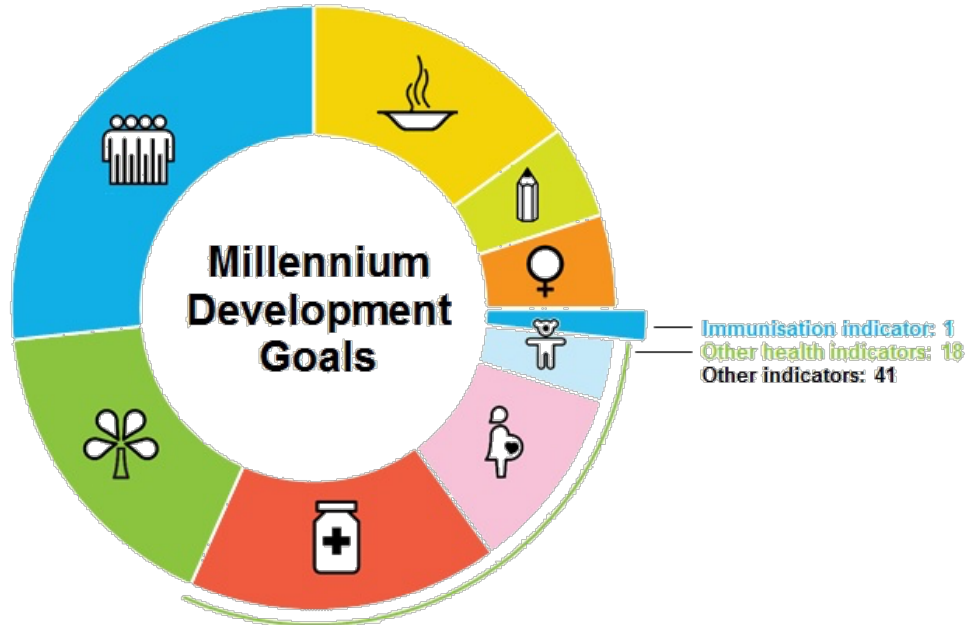 Millennium
Development
Goals
Immunisation indicator: 1
Other health indicators: 18
Other indicators: 41